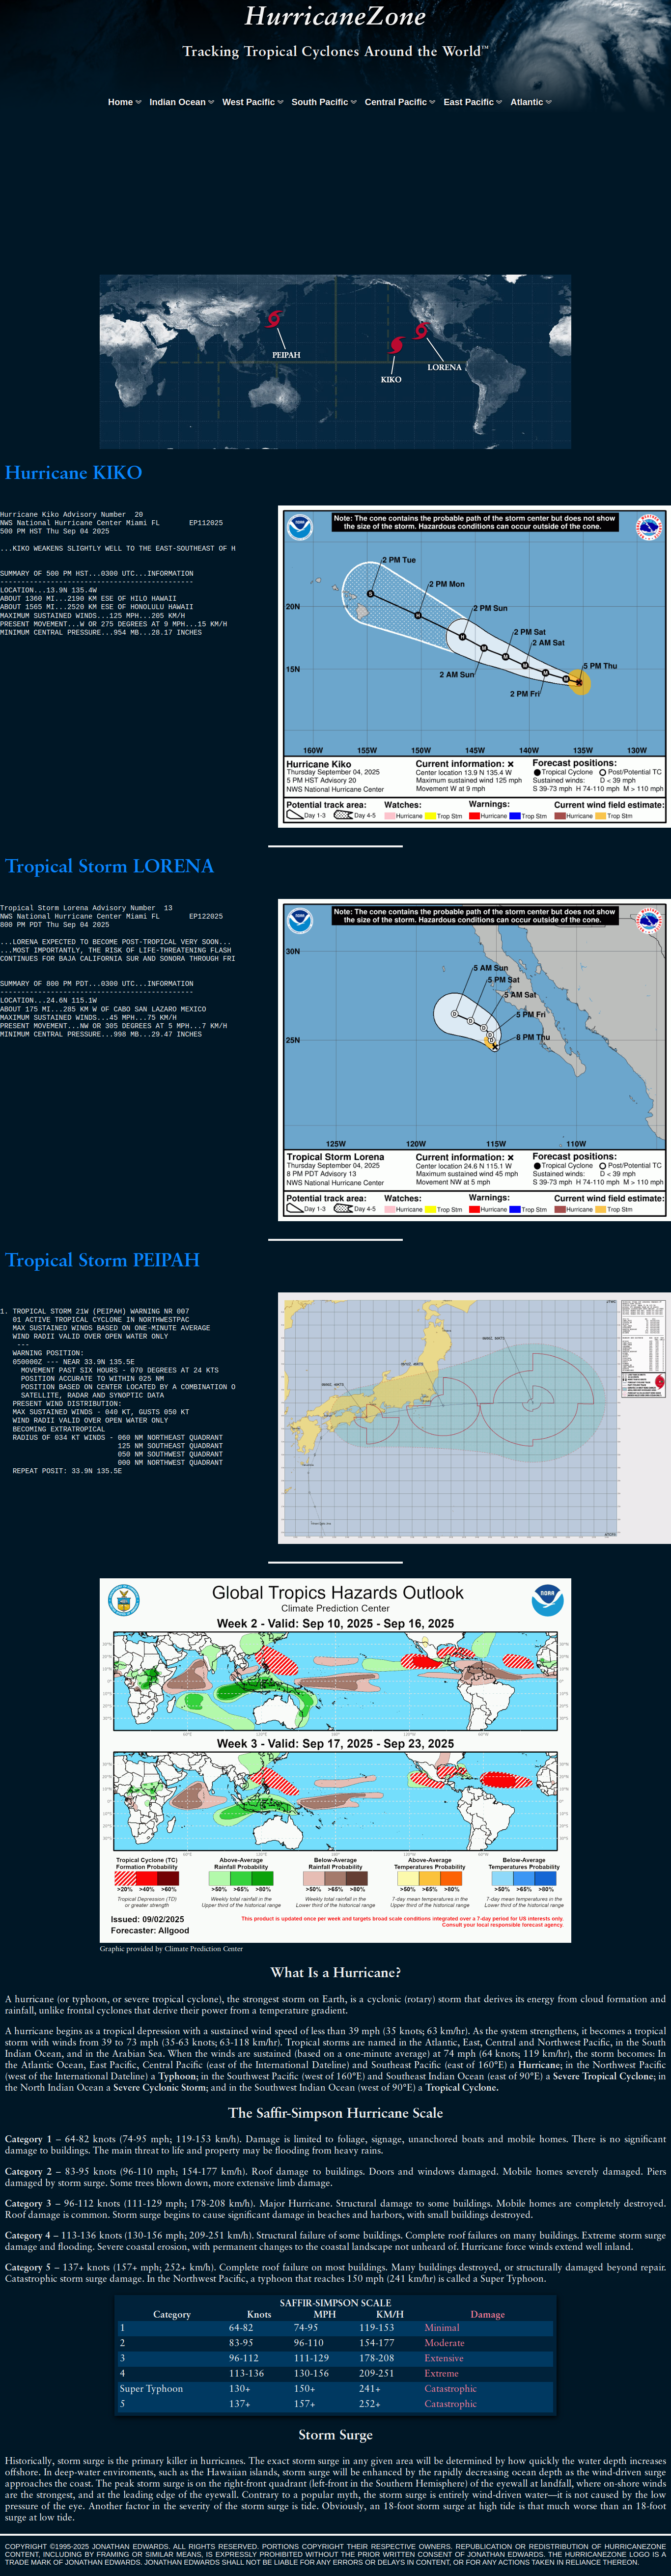 HurricaneZone
Tracking Tropical Cyclones Around the World™
Home
Indian Ocean
West Pacific
South Pacific
Central Pacific
East Pacific
Atlantic
PEIPAH
KIKO
LORENA
Hurricane KIKO
Hurricane Kiko Advisory Number 20
NWS National Hurricane Center Miami FL EP112025
500 PM HST Thu Sep 04 2025
...KIKO WEAKENS SLIGHTLY WELL TO THE EAST-SOUTHEAST OF H
SUMMARY OF 500 PM HST...0300 UTC...INFORMATION
----------------------------------------------
LOCATION...13.9N 135.4W
ABOUT 1360 MI...2190 KM ESE OF HILO HAWAII
ABOUT 1565 MI...2520 KM ESE OF HONOLULU HAWAII
MAXIMUM SUSTAINED WINDS...125 MPH...205 KM/H
PRESENT MOVEMENT...W OR 275 DEGREES AT 9 MPH...15 KM/H
MINIMUM CENTRAL PRESSURE...954 MB...28.17 INCHES
Note: The cone contains the probable path of the storm center but does not show
the size of the storm. Hazardous conditions can occur outside of the cone.
2 PM Tue
2 PM Mon
2 PM Sun
2 PM Sat
2 AM Sat
5 PM Thu
2 AM Sun
2 PM Fri
20N
15N
160W 155W 150W 145W 140W 135W 130W
Hurricane Kiko
Thursday September 04, 2025
5 PM HST Advisory 20
NWS National Hurricane Center
Current information: x
Center location 13.9 N 135.4 W
Maximum sustained wind 125 mph
Movement W at 9 mph
Forecast positions:
Tropical Cyclone Post/Potential TC
Sustained winds: D < 39 mph
S 39-73 mph H 74-110 mph M > 110 mph
Potential track area:
Day 1-3 Day 4-5
Watches:
Hurricane Trop Stm
Warnings:
Hurricane Trop Stm
Current wind field estimate:
Hurricane Trop Stm
Tropical Storm LORENA
Tropical Storm Lorena Advisory Number 13
NWS National Hurricane Center Miami FL EP122025
800 PM PDT Thu Sep 04 2025
...LORENA EXPECTED TO BECOME POST-TROPICAL VERY SOON...
...MOST IMPORTANTLY, THE RISK OF LIFE-THREATENING FLASH
CONTINUES FOR BAJA CALIFORNIA SUR AND SONORA THROUGH FRI
SUMMARY OF 800 PM PDT...0300 UTC...INFORMATION
----------------------------------------------
LOCATION...24.6N 115.1W
ABOUT 175 MI...285 KM W OF CABO SAN LAZARO MEXICO
MAXIMUM SUSTAINED WINDS...45 MPH...75 KM/H
PRESENT MOVEMENT...NW OR 305 DEGREES AT 5 MPH...7 KM/H
MINIMUM CENTRAL PRESSURE...998 MB...29.47 INCHES
Note: The cone contains the probable path of the storm center but does not show
the size of the storm. Hazardous conditions can occur outside of the cone.
30N
25N
5 AM Sun
5 PM Sat
5 AM Sat
5 PM Fri
8 PM Thu
125W 120W 115W 110W
Tropical Storm Lorena
Thursday September 04, 2025
8 PM PDT Advisory 13
NWS National Hurricane Center
Current information: x
Center location 24.6 N 115.1 W
Maximum sustained wind 45 mph
Movement NW at 5 mph
Forecast positions:
Tropical Cyclone Post/Potential TC
Sustained winds: D < 39 mph
S 39-73 mph H 74-110 mph M > 110 mph
Potential track area:
Day 1-3 Day 4-5
Watches:
Hurricane Trop Stm
Warnings:
Hurricane Trop Stm
Current wind field estimate:
Hurricane Trop Stm
Tropical Storm PEIPAH
1. TROPICAL STORM 21W (PEIPAH) WARNING NR 007
01 ACTIVE TROPICAL CYCLONE IN NORTHWESTPAC
MAX SUSTAINED WINDS BASED ON ONE-MINUTE AVERAGE
WIND RADII VALID OVER OPEN WATER ONLY
---
WARNING POSITION:
050000Z --- NEAR 33.9N 135.5E
MOVEMENT PAST SIX HOURS - 070 DEGREES AT 24 KTS
POSITION ACCURATE TO WITHIN 025 NM
POSITION BASED ON CENTER LOCATED BY A COMBINATION O
SATELLITE, RADAR AND SYNOPTIC DATA
PRESENT WIND DISTRIBUTION:
MAX SUSTAINED WINDS - 040 KT, GUSTS 050 KT
WIND RADII VALID OVER OPEN WATER ONLY
BECOMING EXTRATROPICAL
RADIUS OF 034 KT WINDS - 060 NM NORTHEAST QUADRANT
125 NM SOUTHEAST QUADRANT
050 NM SOUTHWEST QUADRANT
000 NM NORTHWEST QUADRANT
REPEAT POSIT: 33.9N 135.5E
Global Tropics Hazards Outlook
Climate Prediction Center
Week 2 - Valid: Sep 10, 2025 - Sep 16, 2025
Week 3 - Valid: Sep 17, 2025 - Sep 23, 2025
Tropical Cyclone (TC)
Formation Probability
>20% >40% >60%
Tropical Depression (TD)
or greater strength
Above-Average
Rainfall Probability
>50% >65% >80%
Weekly total rainfall in the
Upper third of the historical range
Below-Average
Rainfall Probability
>50% >65% >80%
Weekly total rainfall in the
Lower third of the historical range
Above-Average
Temperatures Probability
>50% >65% >80%
7-day mean temperatures in the
Upper third of the historical range
Below-Average
Temperatures Probability
>50% >65% >80%
7-day mean temperatures in the
Lower third of the historical range
Issued: 09/02/2025
Forecaster: Allgood
This product is updated once per week and targets broad scale conditions integrated over a 7-day period for US interests only.
Consult your local responsible forecast agency.
Graphic provided by Climate Prediction Center
What Is a Hurricane?
A hurricane (or typhoon, or severe tropical cyclone), the strongest storm on Earth, is a cyclonic (rotary) storm that derives its energy from cloud formation and
rainfall, unlike frontal cyclones that derive their power from a temperature gradient.
A hurricane begins as a tropical depression with a sustained wind speed of less than 39 mph (35 knots; 63 km/hr). As the system strengthens, it becomes a tropical
storm with winds from 39 to 73 mph (35-63 knots; 63-118 km/hr). Tropical storms are named in the Atlantic, East, Central and Northwest Pacific, in the South
Indian Ocean, and in the Arabian Sea. When the winds are sustained (based on a one-minute average) at 74 mph (64 knots; 119 km/hr), the storm becomes: In
the Atlantic Ocean, East Pacific, Central Pacific (east of the International Dateline) and Southeast Pacific (east of 160°E) a Hurricane; in the Northwest Pacific
(west of the International Dateline) a Typhoon; in the Southwest Pacific (west of 160°E) and Southeast Indian Ocean (east of 90°E) a Severe Tropical Cyclone; in
the North Indian Ocean a Severe Cyclonic Storm; and in the Southwest Indian Ocean (west of 90°E) a Tropical Cyclone.
The Saffir-Simpson Hurricane Scale
Category 1 – 64-82 knots (74-95 mph; 119-153 km/h). Damage is limited to foliage, signage, unanchored boats and mobile homes. There is no significant
damage to buildings. The main threat to life and property may be flooding from heavy rains.
Category 2 – 83-95 knots (96-110 mph; 154-177 km/h). Roof damage to buildings. Doors and windows damaged. Mobile homes severely damaged. Piers
damaged by storm surge. Some trees blown down, more extensive limb damage.
Category 3 – 96-112 knots (111-129 mph; 178-208 km/h). Major Hurricane. Structural damage to some buildings. Mobile homes are completely destroyed.
Roof damage is common. Storm surge begins to cause significant damage in beaches and harbors, with small buildings destroyed.
Category 4 – 113-136 knots (130-156 mph; 209-251 km/h). Structural failure of some buildings. Complete roof failures on many buildings. Extreme storm surge
damage and flooding. Severe coastal erosion, with permanent changes to the coastal landscape not unheard of. Hurricane force winds extend well inland.
Category 5 – 137+ knots (157+ mph; 252+ km/h). Complete roof failure on most buildings. Many buildings destroyed, or structurally damaged beyond repair.
Catastrophic storm surge damage. In the Northwest Pacific, a typhoon that reaches 150 mph (241 km/hr) is called a Super Typhoon.
SAFFIR-SIMPSON SCALE
Category Knots MPH KM/H Damage
1 64-82 74-95 119-153 Minimal
2 83-95 96-110 154-177 Moderate
3 96-112 111-129 178-208 Extensive
4 113-136 130-156 209-251 Extreme
Super Typhoon 130+ 150+ 241+ Catastrophic
5 137+ 157+ 252+ Catastrophic
Storm Surge
Historically, storm surge is the primary killer in hurricanes. The exact storm surge in any given area will be determined by how quickly the water depth increases
offshore. In deep-water enviroments, such as the Hawaiian islands, storm surge will be enhanced by the rapidly decreasing ocean depth as the wind-driven surge
approaches the coast. The peak storm surge is on the right-front quadrant (left-front in the Southern Hemisphere) of the eyewall at landfall, where on-shore winds
are the strongest, and at the leading edge of the eyewall. Contrary to a popular myth, the storm surge is entirely wind-driven water—it is not caused by the low
pressure of the eye. Another factor in the severity of the storm surge is tide. Obviously, an 18-foot storm surge at high tide is that much worse than an 18-foot
surge at low tide.
COPYRIGHT ©1995-2025 JONATHAN EDWARDS. ALL RIGHTS RESERVED. PORTIONS COPYRIGHT THEIR RESPECTIVE OWNERS. REPUBLICATION OR REDISTRIBUTION OF HURRICANEZONE
CONTENT, INCLUDING BY FRAMING OR SIMILAR MEANS, IS EXPRESSLY PROHIBITED WITHOUT THE PRIOR WRITTEN CONSENT OF JONATHAN EDWARDS. THE HURRICANEZONE LOGO IS A
TRADE MARK OF JONATHAN EDWARDS. JONATHAN EDWARDS SHALL NOT BE LIABLE FOR ANY ERRORS OR DELAYS IN CONTENT, OR FOR ANY ACTIONS TAKEN IN RELIANCE THEREON.